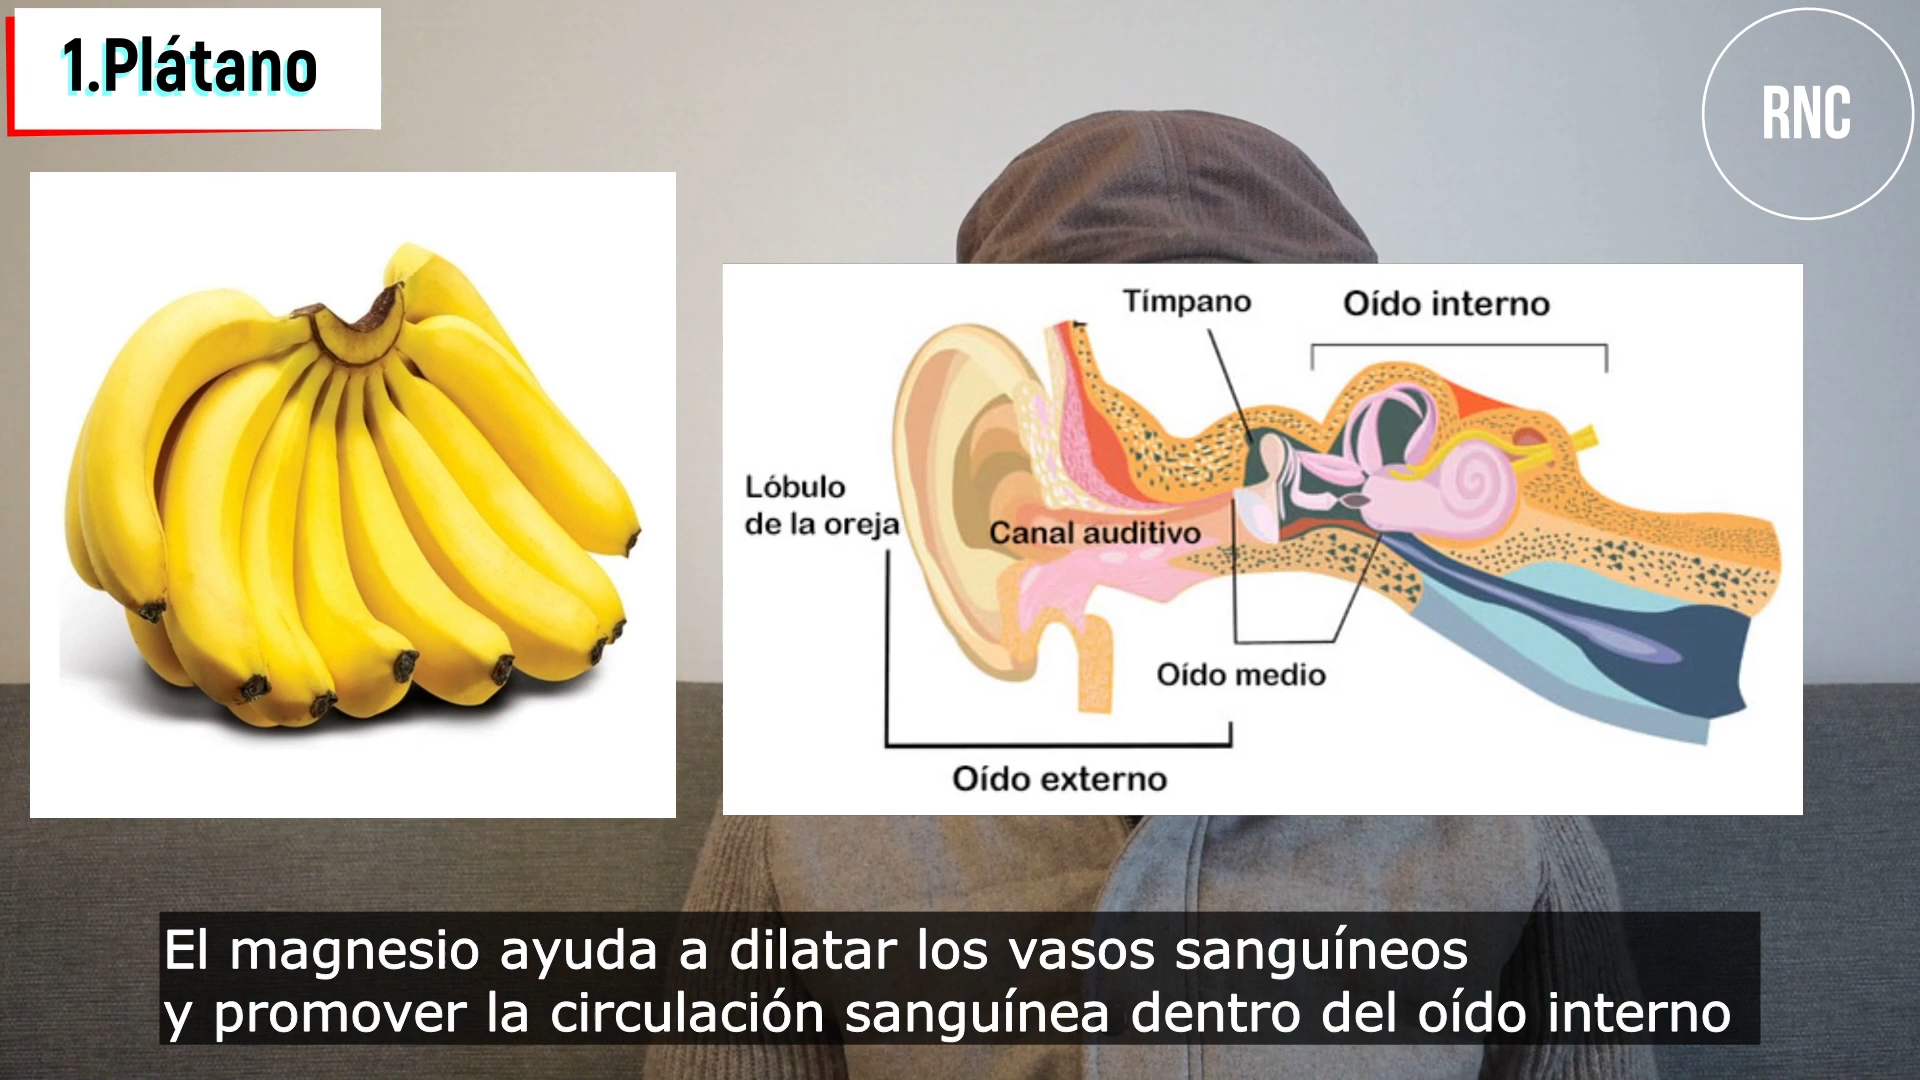 1.Plátano
RNC
Tímpano
Oído interno
Lóbulo
de la oreja
Canal auditivo
Oído medio
Oído externo
El magnesio ayuda a dilatar los vasos sanguíneos
y promover la circulación sanguínea dentro del oído interno